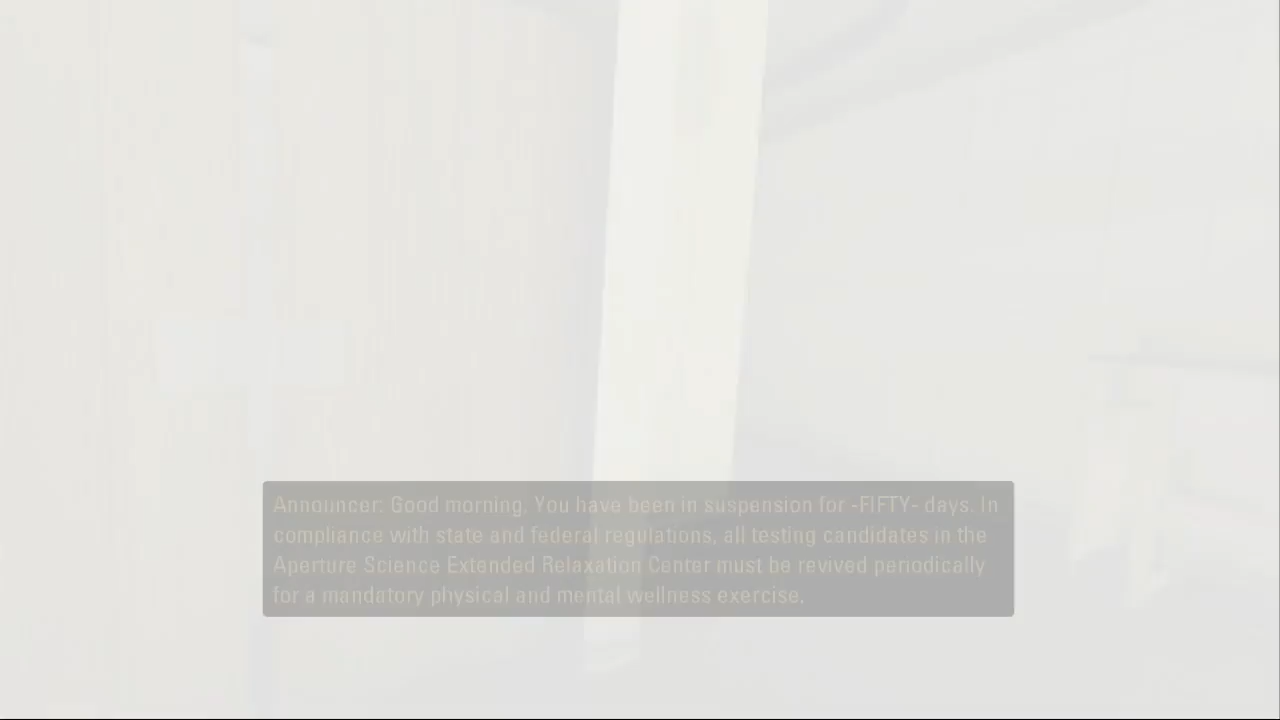 Announcer: Good morning. You have been in suspension for -FIFTY- days. In
compliance with state and federal regulations, all testing candidates in the
Aperture Science Extended Relaxation Center must be revived periodically
for a mandatory physical and mental wellness exercise.